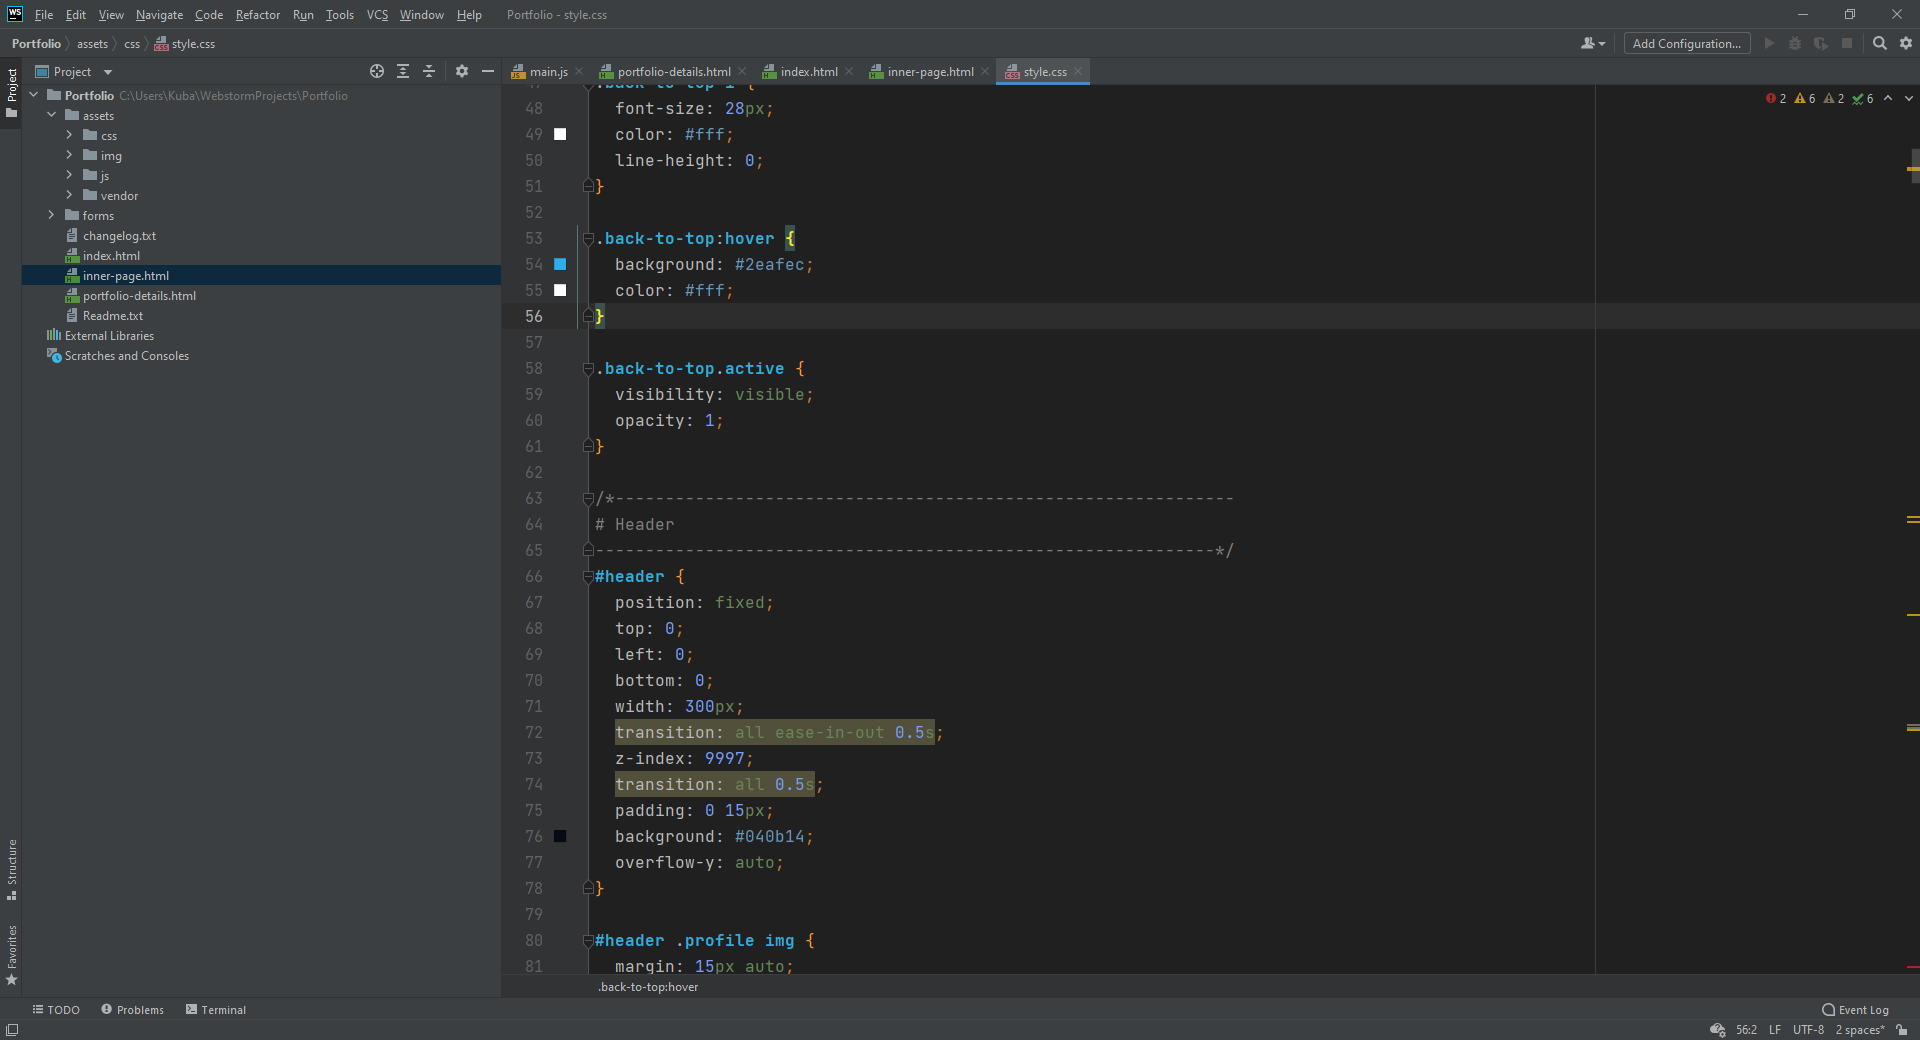 WS File Edit View Navigate Code Refactor Run Tools VCS Window Help Portfolio - style.css
Portfolio assets css style.css Add Configuration...
Project main.js portfolio-details.html index.html inner-page.html style.css
Project
Portfolio C:\Users\Kuba\WebstormProjects\Portfolio
assets
css
img
js
vendor
forms
changelog.txt
index.html
inner-page.html
portfolio-details.html
Readme.txt
External Libraries
Scratches and Consoles
Structure
Favorites
2 6 2 6
47 .back-to-top i {
48 font-size: 28px;
49 color: #fff;
50 line-height: 0;
51 }
52
53 .back-to-top:hover {
54 background: #2eafec;
55 color: #fff;
56 }
57
58 .back-to-top.active {
59 visibility: visible;
60 opacity: 1;
61 }
62
63 /*--------------------------------------------------------------
64 # Header
65 --------------------------------------------------------------*/
66 #header {
67 position: fixed;
68 top: 0;
69 left: 0;
70 bottom: 0;
71 width: 300px;
72 transition: all ease-in-out 0.5s;
73 z-index: 9997;
74 transition: all 0.5s;
75 padding: 0 15px;
76 background: #040b14;
77 overflow-y: auto;
78 }
79
80 #header .profile img {
81 margin: 15px auto;
.back-to-top:hover
TODO Problems Terminal Event Log
56:2 LF UTF-8 2 spaces*